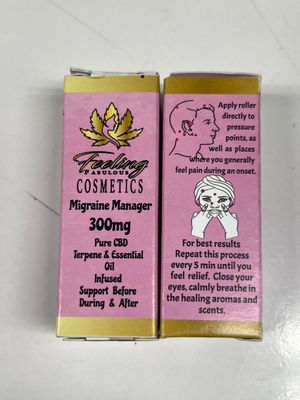 Feeling
FABULOUS
COSMETICS
Migraine Manager
300mg
Pure CBD
Terpene & Essential
Oil
Infused
Support Before
During & After
Apply roller
directly to
pressure
points, as
well as places
where you generally
feel pain during an onset.
For best results
Repeat this process
every 5 min until you
feel relief. Close your
eyes, calmly breathe in
the healing aromas and
scents.